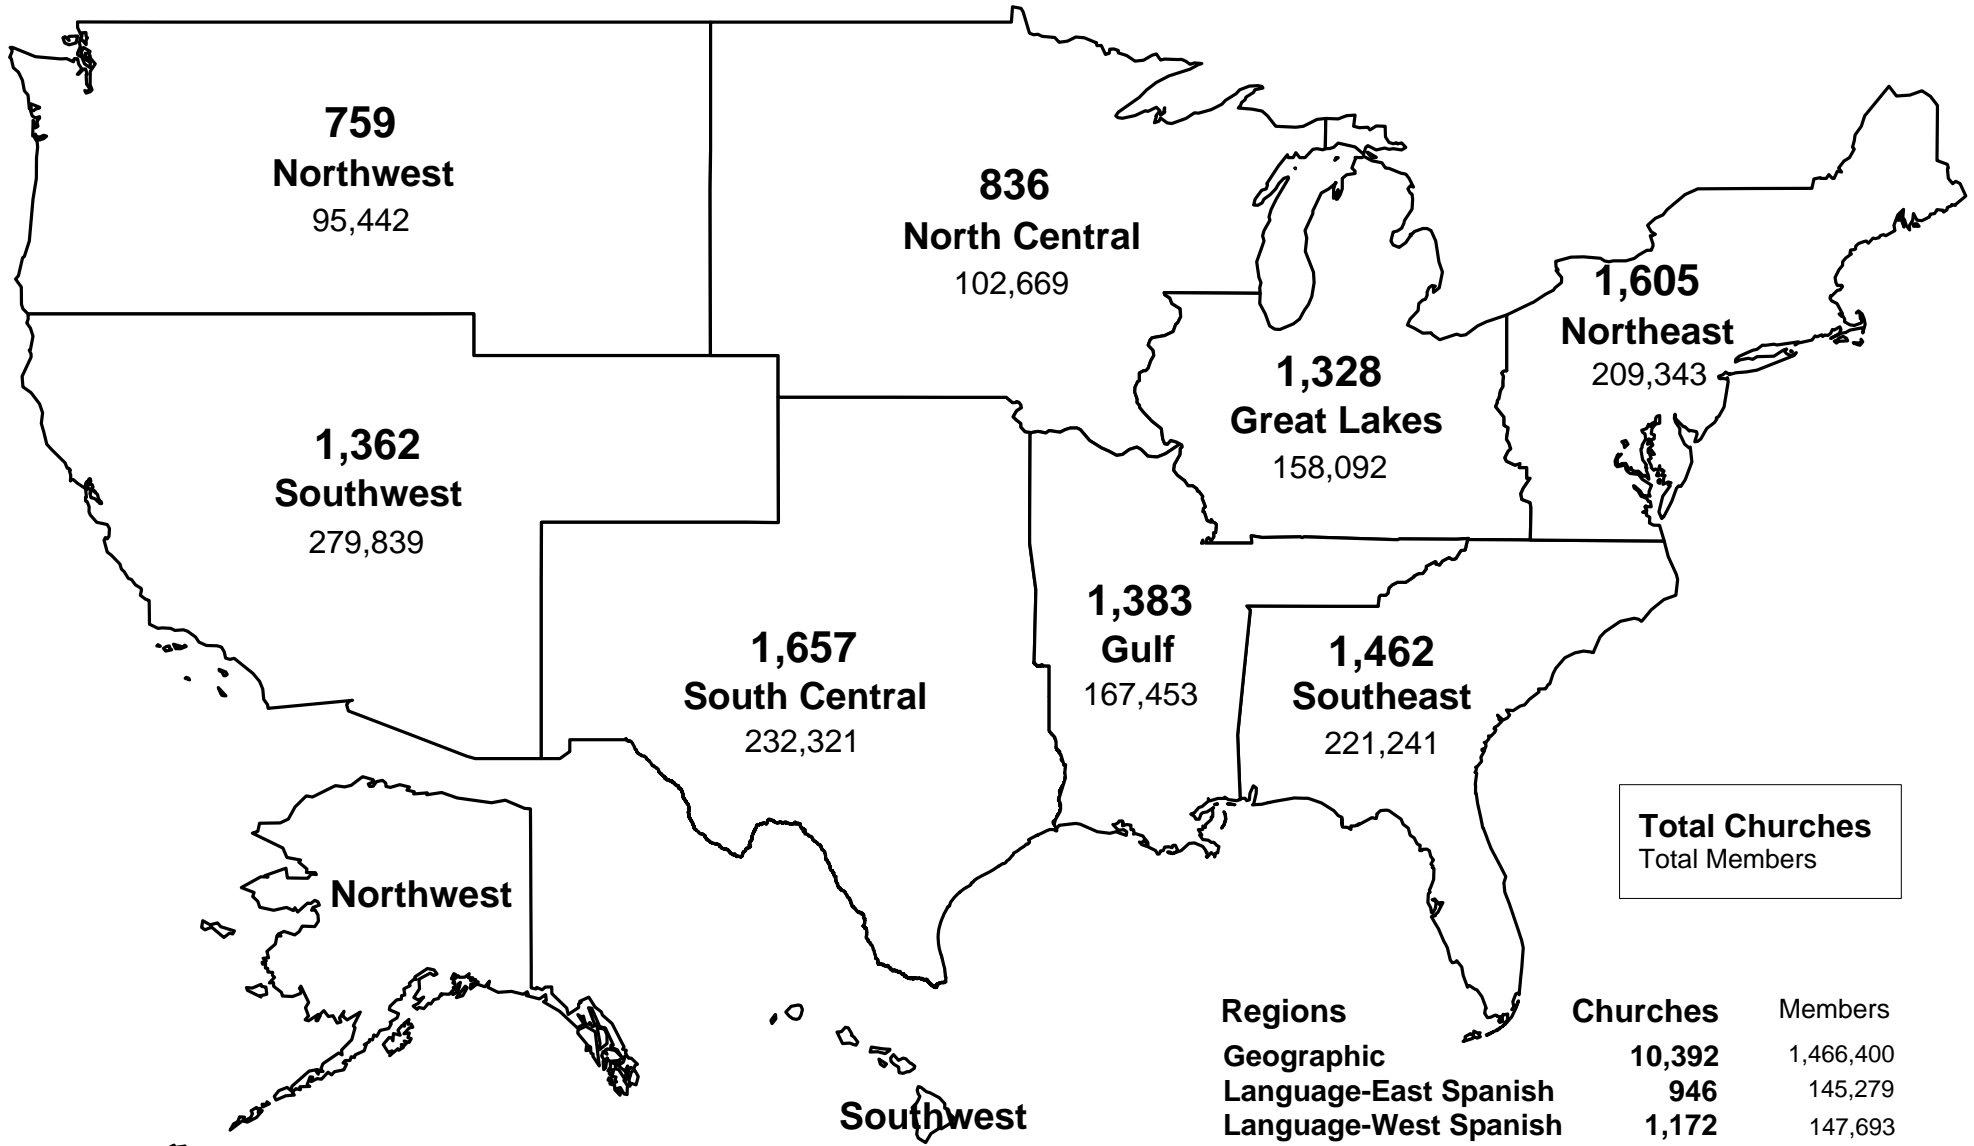 759
Northwest
95,442
836
North Central
102,669
1,605
Northeast
209,343
1,328
Great Lakes
158,092
1,362
Southwest
279,839
1,383
Gulf
167,453
1,657
South Central
232,321
1,462
Southeast
221,241
Total Churches
Total Members
Northwest
Southwest
Regions Churches Members
Geographic 10,392 1,466,400
Language-East Spanish 946 145,279
Language-West Spanish 1,172 147,693